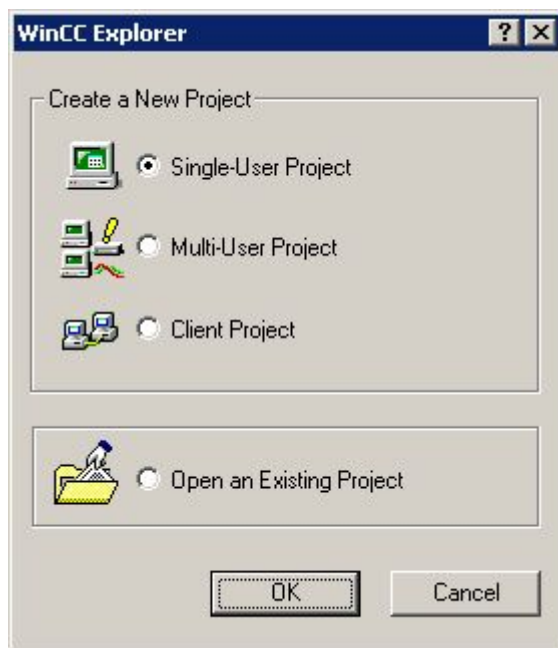 WinCC Explorer
Create a New Project
Single-User Project
Multi-User Project
Client Project
Open an Existing Project
OK Cancel